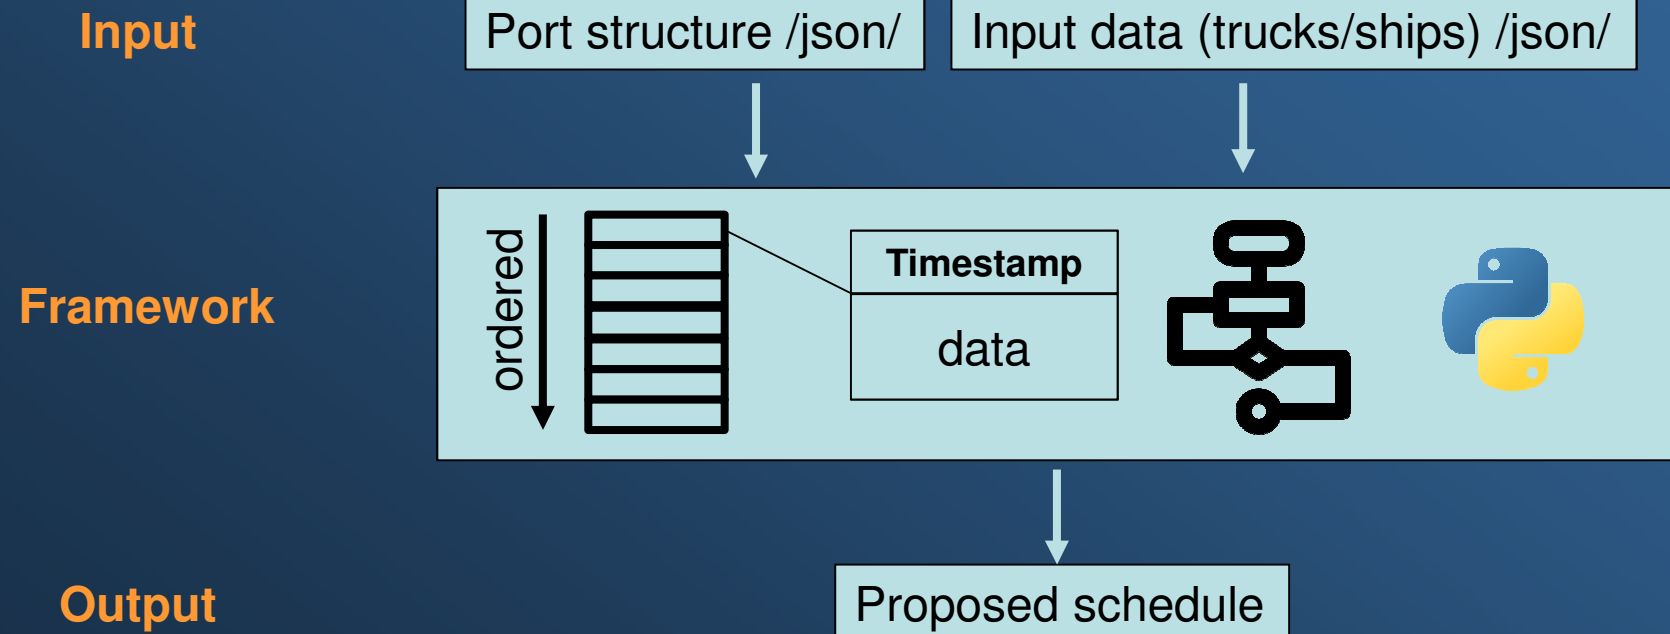 Input
Port structure /json/
Input data (trucks/ships) /json/
Framework
ordered
Timestamp
data
Output
Proposed schedule